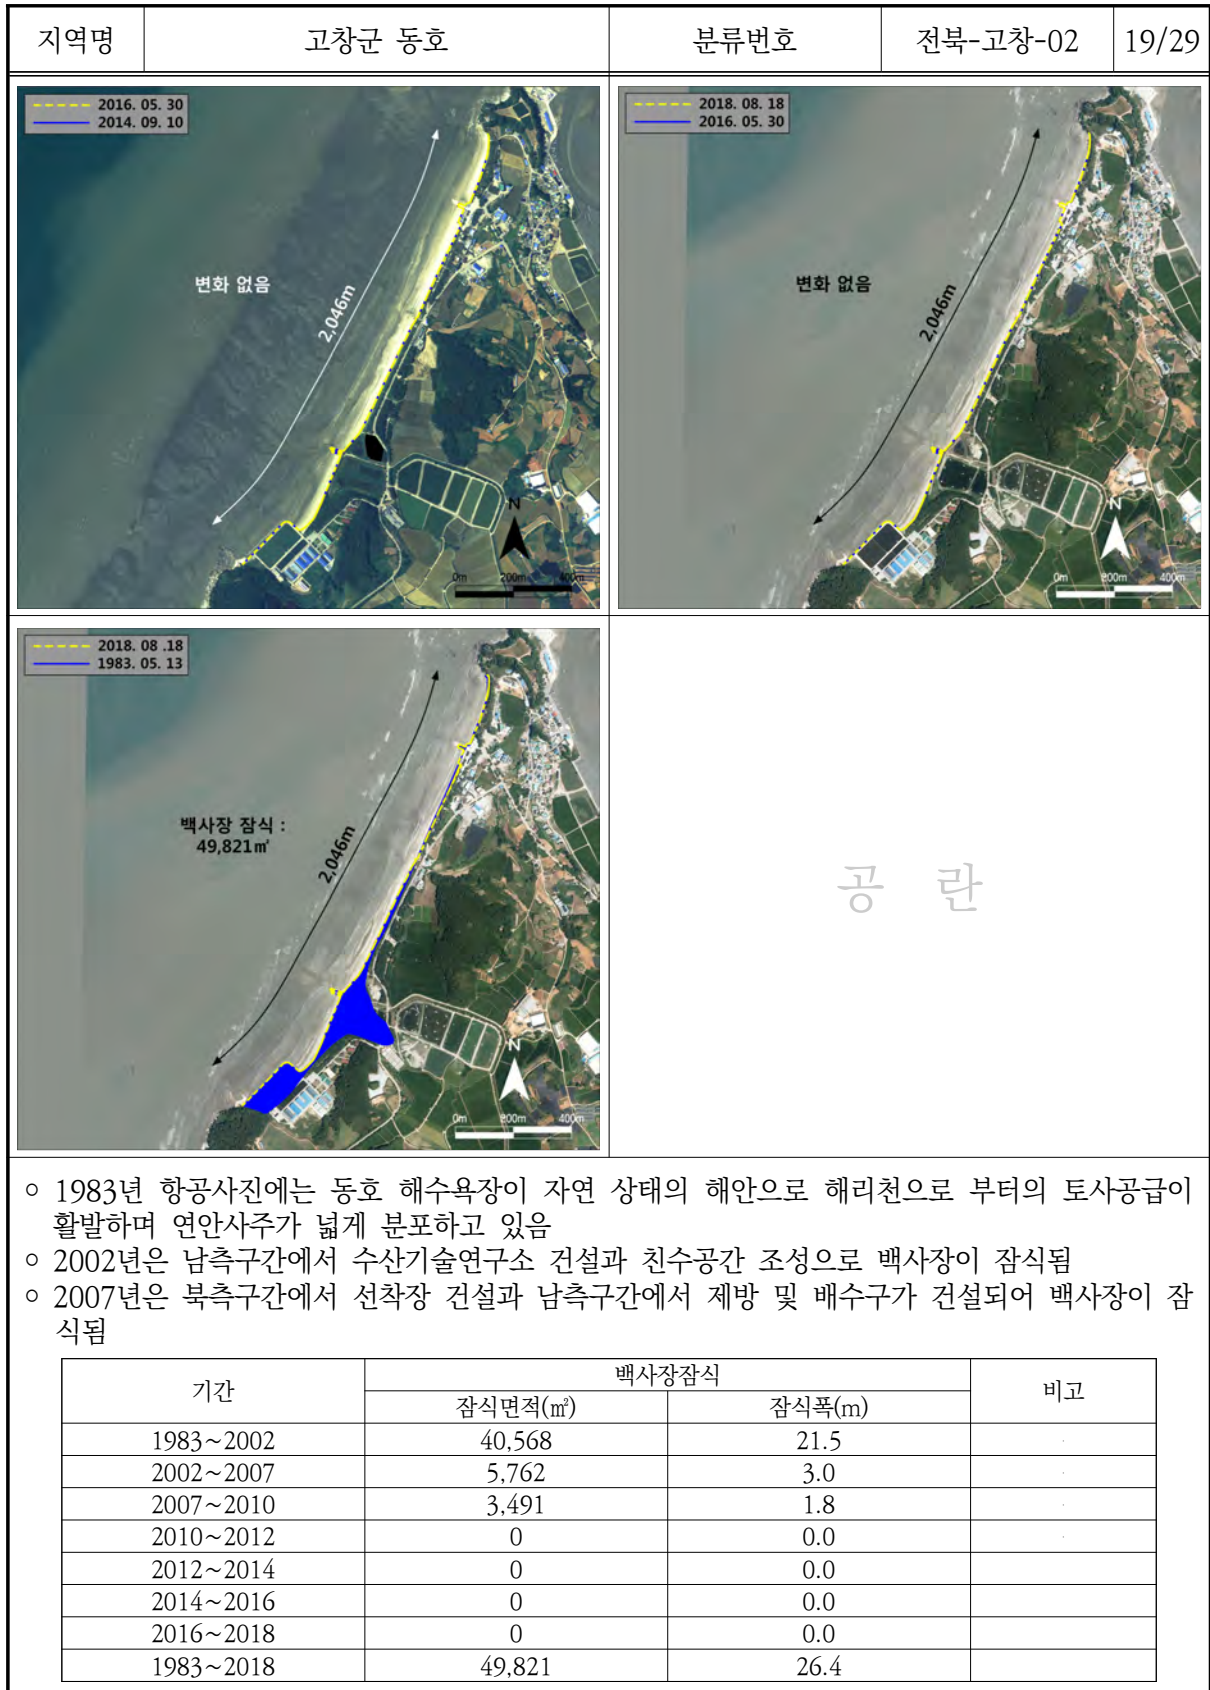 지역명 고창군 동호 분류번호 전북-고창-02 19/29
2016. 05. 30
2014. 09. 10
변화 없음
2,046m
N
0m 200m 400m
2018. 08. 18
2016. 05. 30
변화 없음
2,046m
N
0m 200m 400m
2018. 08 .18
1983. 05. 13
백사장 잠식 :
49,821㎡
2,046m
N
0m 200m 400m
공 란
○ 1983년 항공사진에는 동호 해수욕장이 자연 상태의 해안으로 해리천으로 부터의 토사공급이
활발하며 연안사주가 넓게 분포하고 있음
○ 2002년은 남측구간에서 수산기술연구소 건설과 친수공간 조성으로 백사장이 잠식됨
○ 2007년은 북측구간에서 선착장 건설과 남측구간에서 제방 및 배수구가 건설되어 백사장이 잠
식됨
기간 백사장잠식 비고
잠식면적(㎡) 잠식폭(m)
1983~2002 40,568 21.5
2002~2007 5,762 3.0
2007~2010 3,491 1.8
2010~2012 0 0.0
2012~2014 0 0.0
2014~2016 0 0.0
2016~2018 0 0.0
1983~2018 49,821 26.4